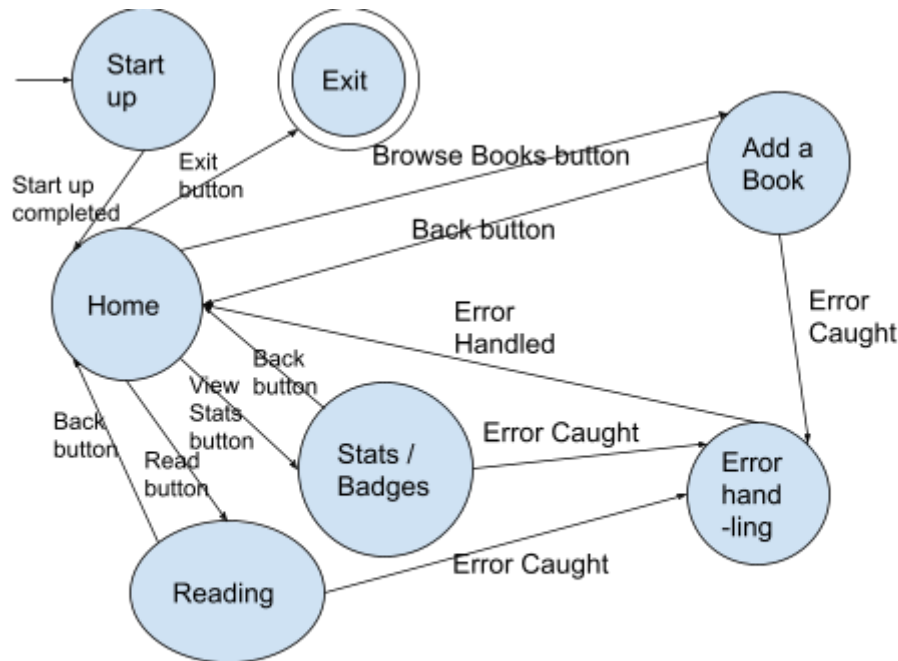 Start
up
Exit
Exit
button
Start up
completed
Browse Books button
Add a
Book
Back button
Home
Error
Handled
Error
Caught
Back
button
View
Stats
button
Back
button
Read
button
Stats /
Badges
Error Caught
Error
hand
-ling
Error Caught
Reading